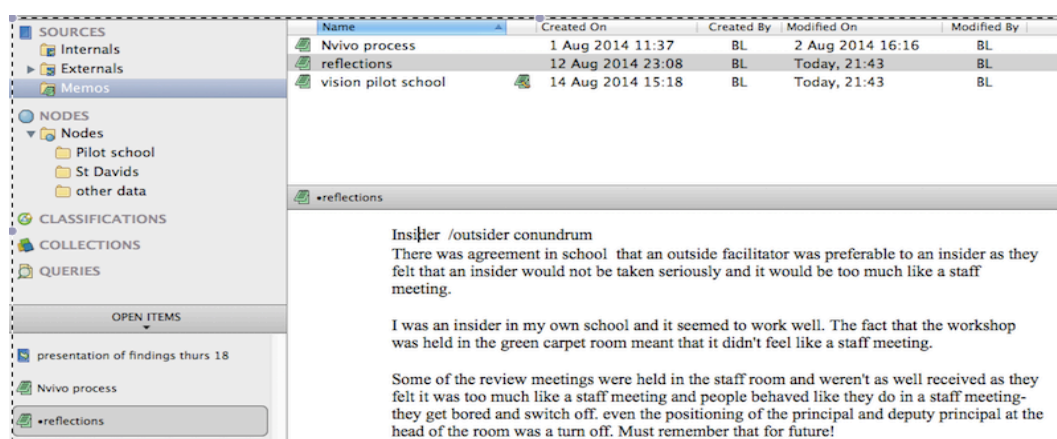 SOURCES
Internals
Externals
Memos
NODES
Nodes
Pilot school
St Davids
other data
CLASSIFICATIONS
COLLECTIONS
QUERIES
OPEN ITEMS
presentation of findings thurs 18
Nvivo process
•reflections
Name Created On Created By Modified On Modified By
Nvivo process 1 Aug 2014 11:37 BL 2 Aug 2014 16:16 BL
reflections 12 Aug 2014 23:08 BL Today, 21:43 BL
vision pilot school 14 Aug 2014 15:18 BL Today, 21:43 BL
•reflections
Insider /outsider conundrum
There was agreement in school that an outside facilitator was preferable to an insider as they
felt that an insider would not be taken seriously and it would be too much like a staff
meeting.
I was an insider in my own school and it seemed to work well. The fact that the workshop
was held in the green carpet room meant that it didn't feel like a staff meeting.
Some of the review meetings were held in the staff room and weren't as well received as they
felt it was too much like a staff meeting and people behaved like they do in a staff meeting-
they get bored and switch off. even the positioning of the principal and deputy principal at the
head of the room was a turn off. Must remember that for future!